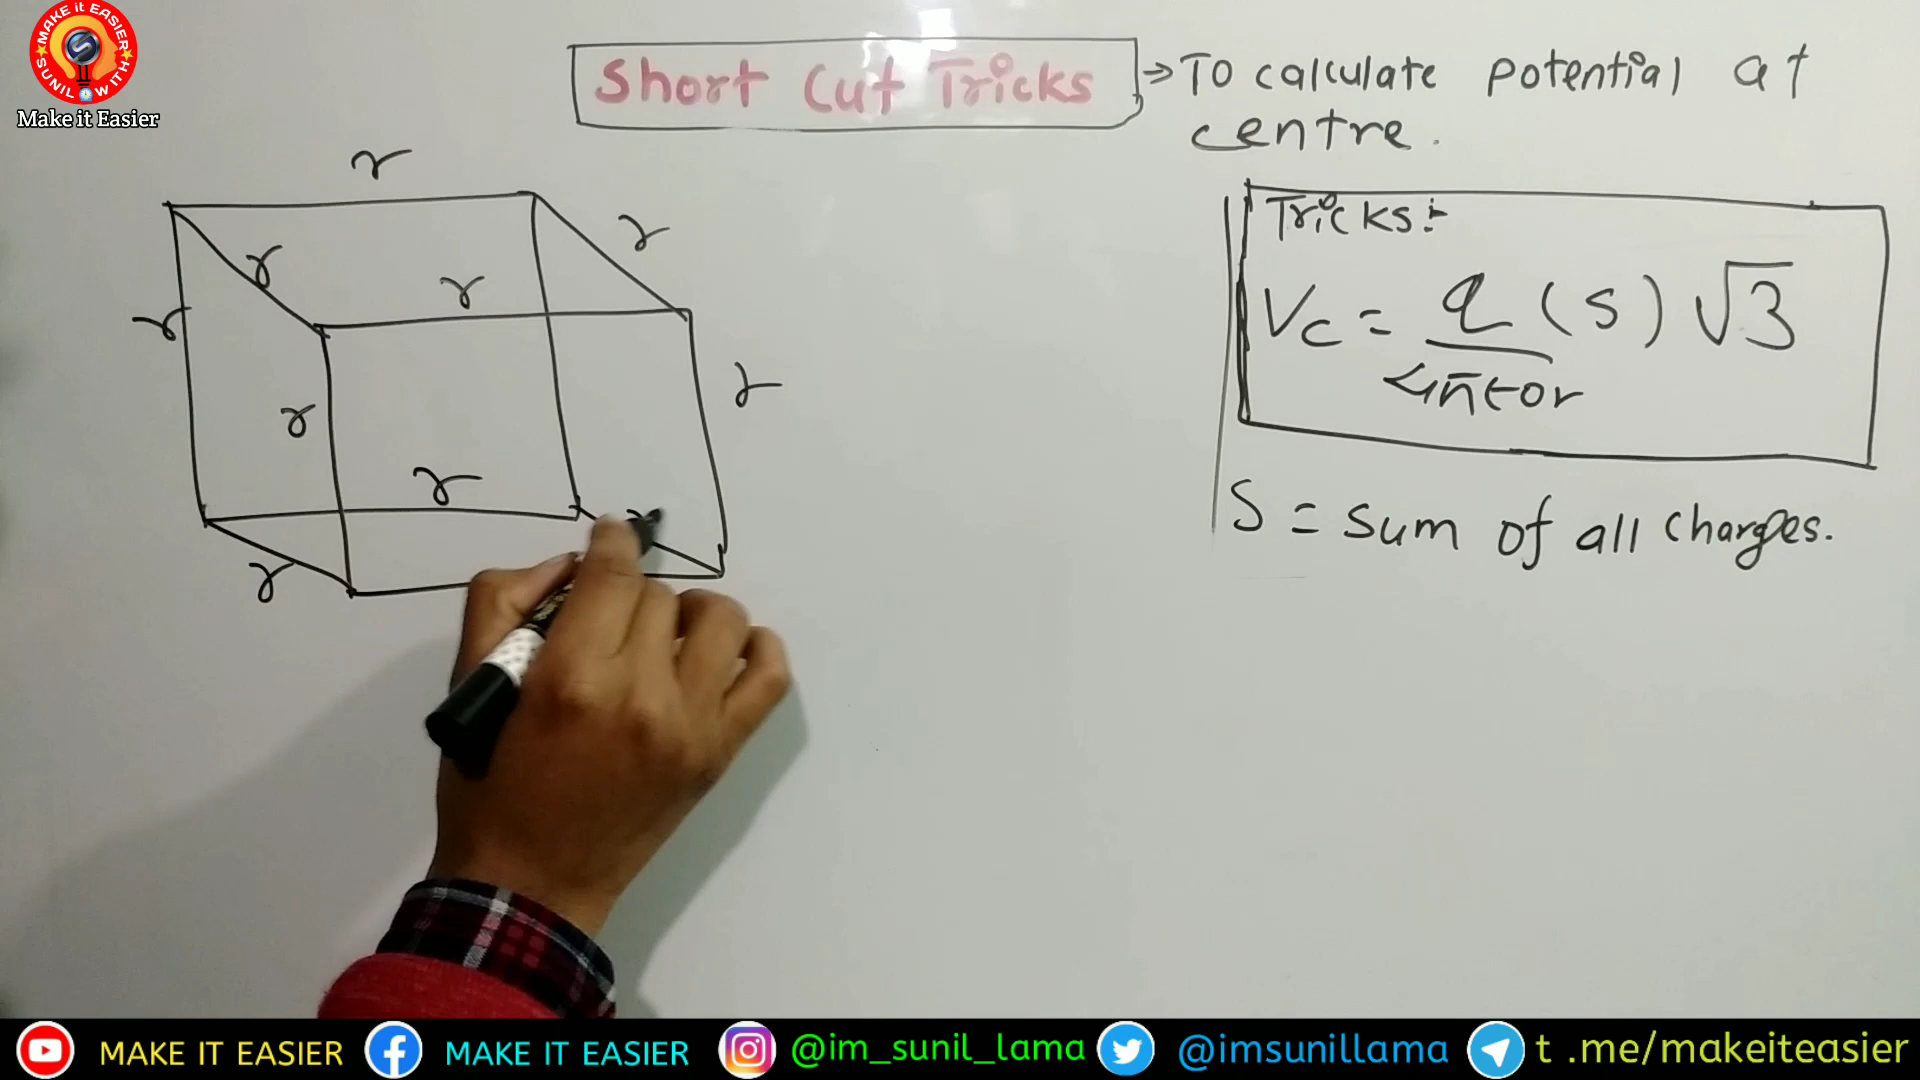 MAKE iT EASIER
SUNIL WITH
Make it Easier
Short Cut Tricks
⇒ To calculate potential at
centre.
r
r
r
r
r
r
r
r
r
Tricks:-
Vc = q (s) √3
4πϵor
S = sum of all charges.
MAKE IT EASIER
MAKE IT EASIER
@im_sunil_lama
@imsunillama
t .me/makeiteasier